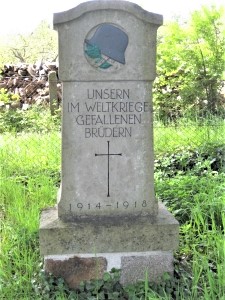 UNSERN
IM WELTKRIEGE
GEFALLENEN
BRÜDERN
1914-1918